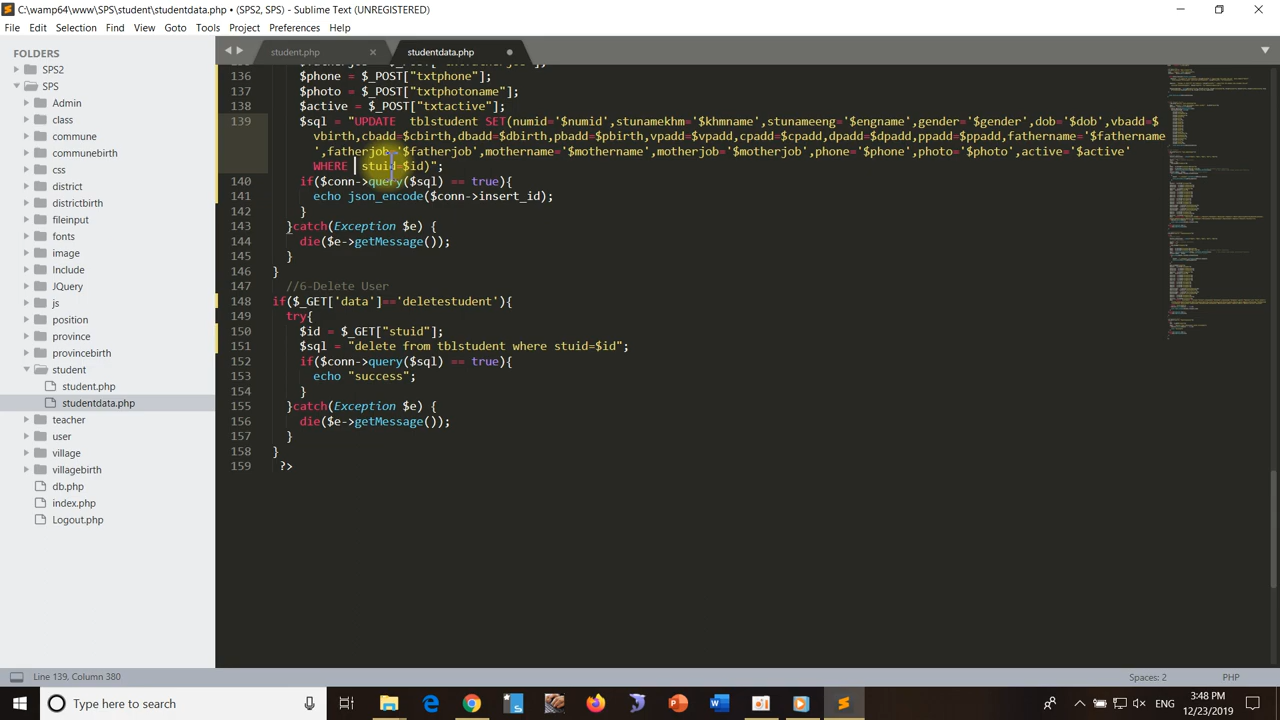 C:\wamp64\www\SPS\student\studentdata.php • (SPS2, SPS) - Sublime Text (UNREGISTERED)
File Edit Selection Find View Goto Tools Project Preferences Help
FOLDERS
SPS2
SPS
Admin
class
commune
communebirth
css
district
districtbirth
fileinput
fonts
image
Include
JQuery
js
position
province
provincebirth
student
student.php
studentdata.php
teacher
user
village
villagebirth
db.php
index.php
Logout.php
student.php
studentdata.php
136 $phone = $_POST["txtphone"];
137 $photo = $_POST["txtphotoname"];
138 $active = $_POST["txtactive"];
139 $sql = "UPDATE tblstudent SET(numid='$numid',stunamekhm='$khmname',stunameeng='$engname',gender='$gender',dob='$dob',vbadd=$
vbirth,cbadd=$cbirth,dbadd=$dbirth,pbadd=$pbirth,vpadd=$vpadd,cpadd=$cpadd,dpadd=$dpadd,ppadd=$ppadd,fathername='$fathername'
,fatherjob='$fatherjob',mothername='$mothername',motherjob='$motherjob',phone='$phone',photo='$photo',active='$active'
WHERE stuid=$id)";
140 if($conn->query($sql) == true){
141 echo json_encode($conn->insert_id);
142 }
143 }catch(Exception $e) {
144 die($e->getMessage());
145 }
146 }
147 //6-Delete User
148 if($_GET['data']=='deletestudent'){
149 try{
150 $id = $_GET["stuid"];
151 $sql = "delete from tblstudent where stuid=$id";
152 if($conn->query($sql) == true){
153 echo "success";
154 }
155 }catch(Exception $e) {
156 die($e->getMessage());
157 }
158 }
159 ?>
Line 139, Column 380
Spaces: 2
PHP
Type here to search
ENG
3:48 PM
12/23/2019